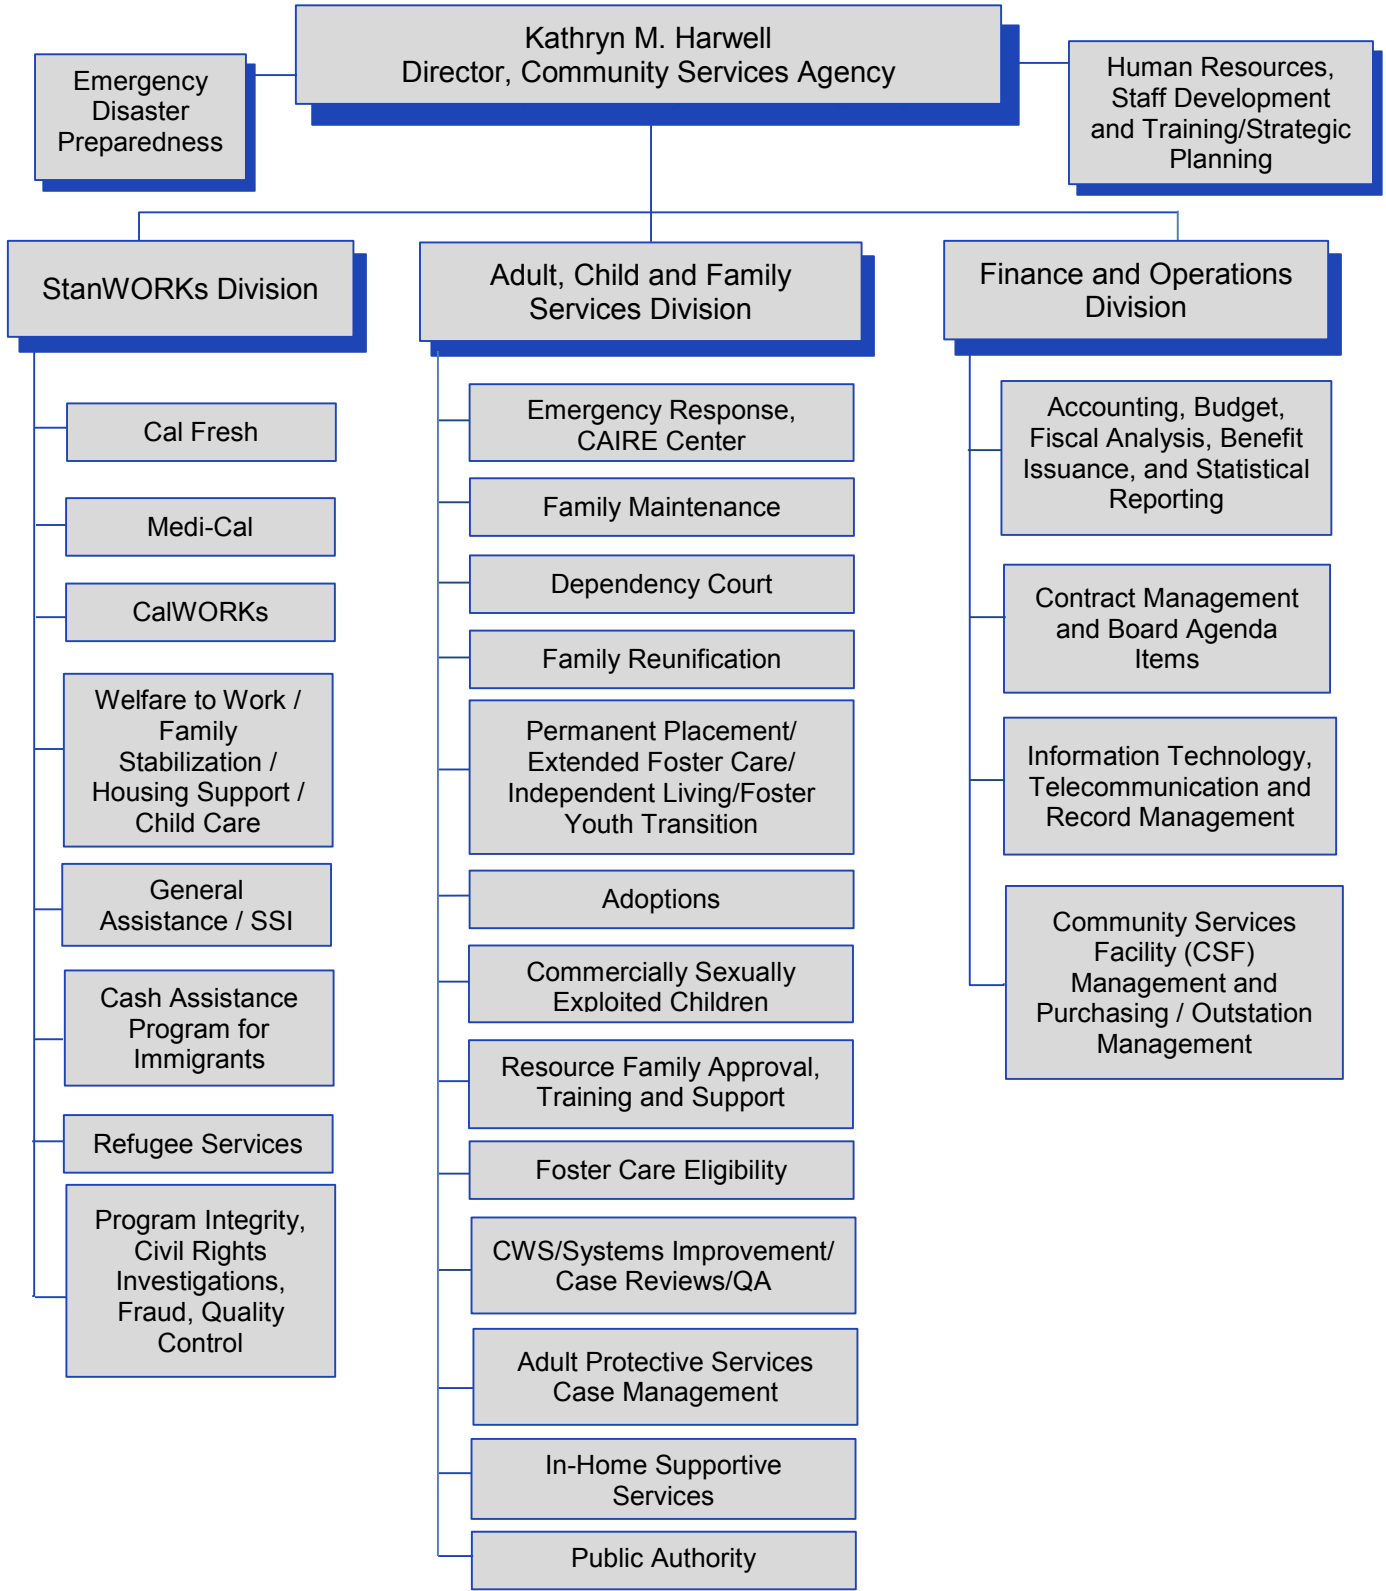 Kathryn M. Harwell
Director, Community Services Agency
Emergency
Disaster
Preparedness
Human Resources,
Staff Development
and Training/Strategic
Planning
StanWORKs Division
Cal Fresh
Medi-Cal
CalWORKs
Welfare to Work /
Family
Stabilization /
Housing Support /
Child Care
General
Assistance / SSI
Cash Assistance
Program for
Immigrants
Refugee Services
Program Integrity,
Civil Rights
Investigations,
Fraud, Quality
Control
Adult, Child and Family
Services Division
Emergency Response,
CAIRE Center
Family Maintenance
Dependency Court
Family Reunification
Permanent Placement/
Extended Foster Care/
Independent Living/Foster
Youth Transition
Adoptions
Commercially Sexually
Exploited Children
Resource Family Approval,
Training and Support
Foster Care Eligibility
CWS/Systems Improvement/
Case Reviews/QA
Adult Protective Services
Case Management
In-Home Supportive
Services
Public Authority
Finance and Operations
Division
Accounting, Budget,
Fiscal Analysis, Benefit
Issuance, and Statistical
Reporting
Contract Management
and Board Agenda
Items
Information Technology,
Telecommunication and
Record Management
Community Services
Facility (CSF)
Management and
Purchasing / Outstation
Management